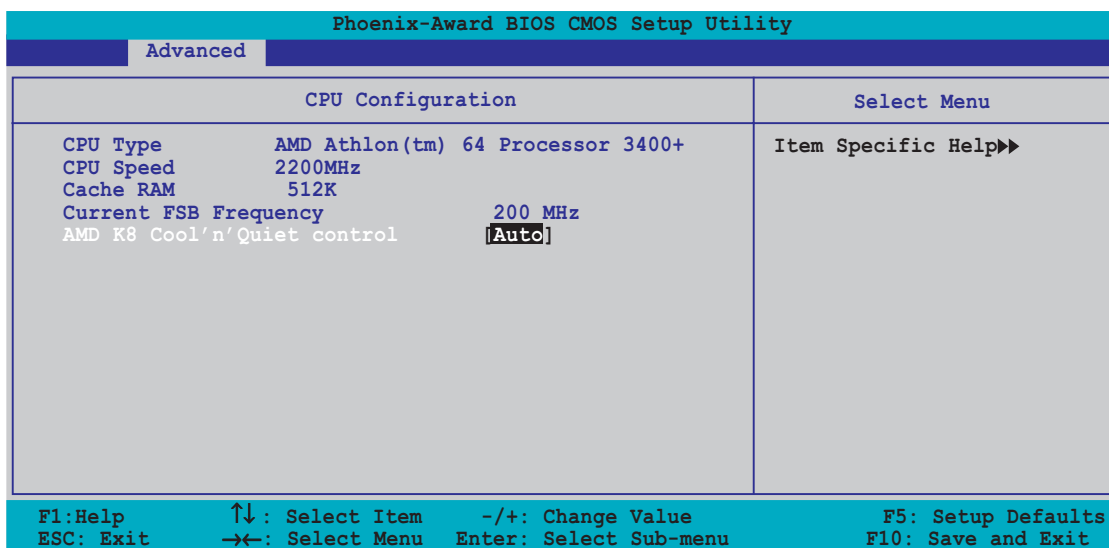 Phoenix-Award BIOS CMOS Setup Utility
Advanced
CPU Configuration
CPU Type AMD Athlon(tm) 64 Processor 3400+
CPU Speed 2200MHz
Cache RAM 512K
Current FSB Frequency 200 MHz
AMD K8 Cool’n’Quiet control [Auto]
Select Menu
Item Specific Help▸▸
F1:Help ↑↓: Select Item -/+: Change Value F5: Setup Defaults
ESC: Exit →←: Select Menu Enter: Select Sub-menu F10: Save and Exit